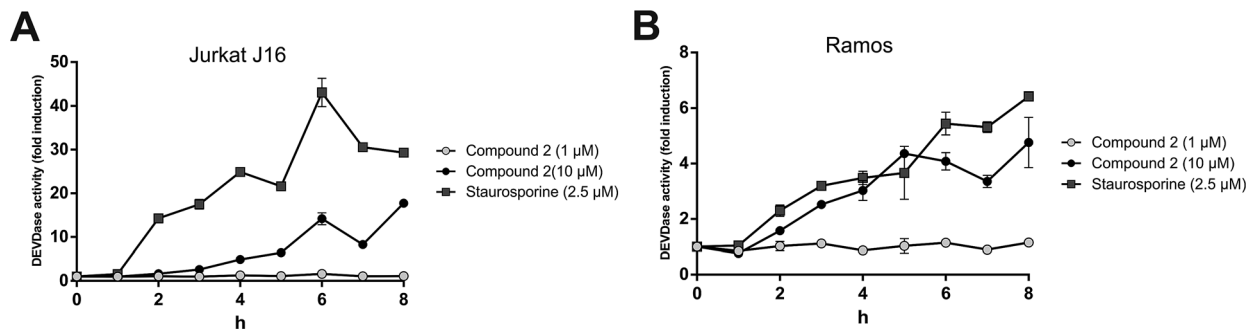 A
Jurkat J16
DEVDase activity (fold induction)
50
40
30
20
10
0
0 2 4 6 8
h
Compound 2 (1 µM)
Compound 2(10 µM)
Staurosporine (2.5 µM)
B
Ramos
DEVDase activity (fold induction)
8
6
4
2
0
0 2 4 6 8
h
Compound 2 (1 µM)
Compound 2 (10 µM)
Staurosporine (2.5 µM)